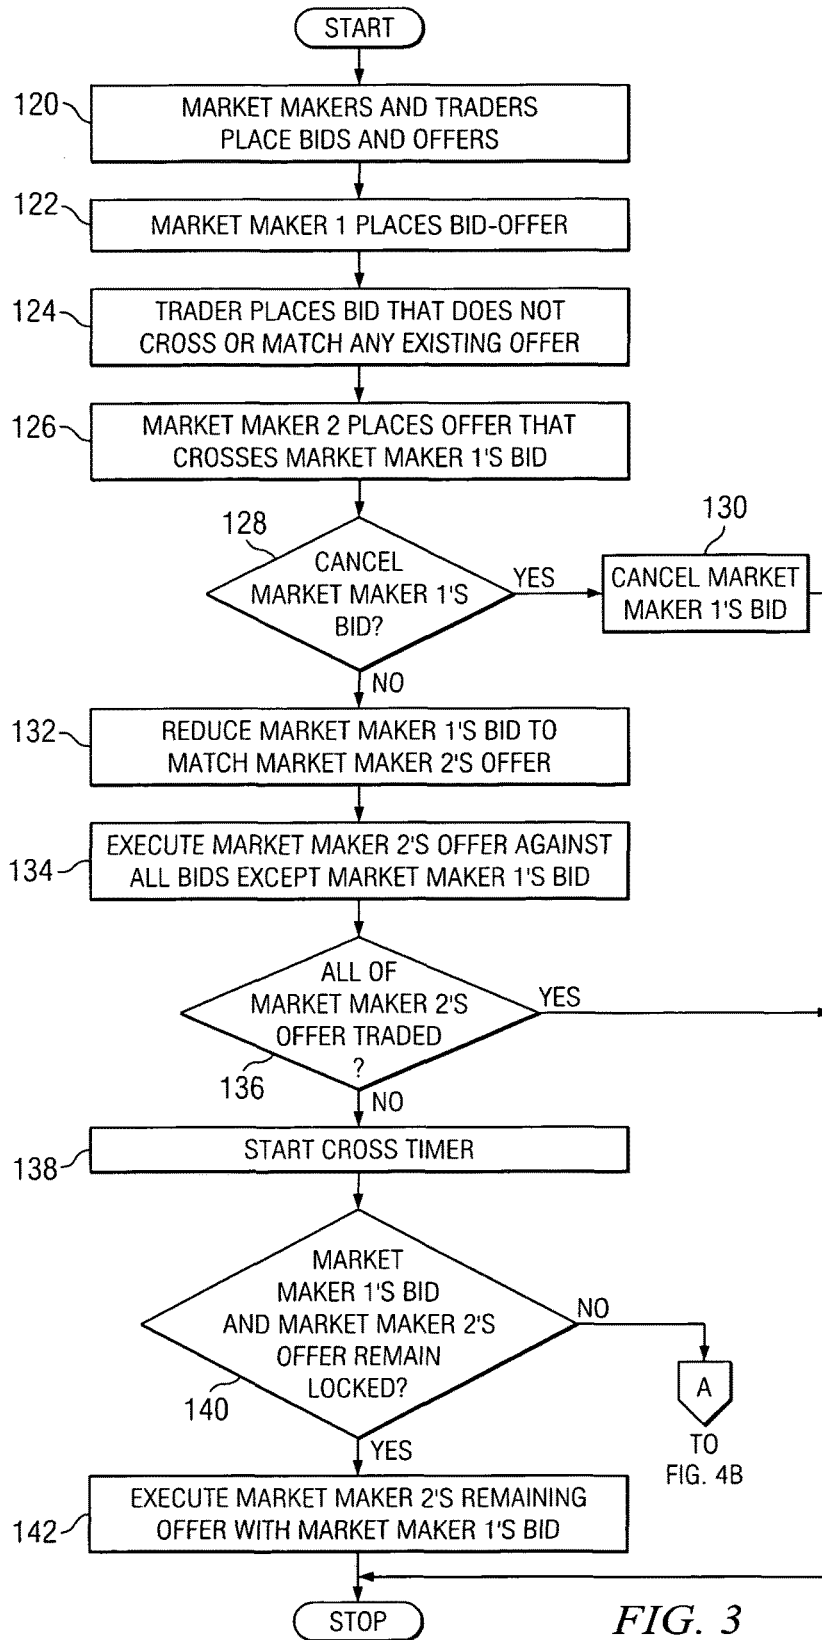 START
120
MARKET MAKERS AND TRADERS
PLACE BIDS AND OFFERS
122
MARKET MAKER 1 PLACES BID-OFFER
124
TRADER PLACES BID THAT DOES NOT
CROSS OR MATCH ANY EXISTING OFFER
126
MARKET MAKER 2 PLACES OFFER THAT
CROSSES MARKET MAKER 1'S BID
128
CANCEL
MARKET MAKER 1'S
BID?
YES
130
CANCEL MARKET
MAKER 1'S BID
NO
132
REDUCE MARKET MAKER 1'S BID TO
MATCH MARKET MAKER 2'S OFFER
134
EXECUTE MARKET MAKER 2'S OFFER AGAINST
ALL BIDS EXCEPT MARKET MAKER 1'S BID
ALL OF
MARKET MAKER 2'S
OFFER TRADED
?
YES
136
NO
138
START CROSS TIMER
MARKET
MAKER 1'S BID
AND MARKET MAKER 2'S
OFFER REMAIN
LOCKED?
NO
140
A
TO
FIG. 4B
YES
142
EXECUTE MARKET MAKER 2'S REMAINING
OFFER WITH MARKET MAKER 1'S BID
STOP
FIG. 3